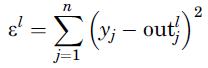 ε^l = \sum_{j=1}^{n} \left( y_j - \text{out}_j^l \right)^2